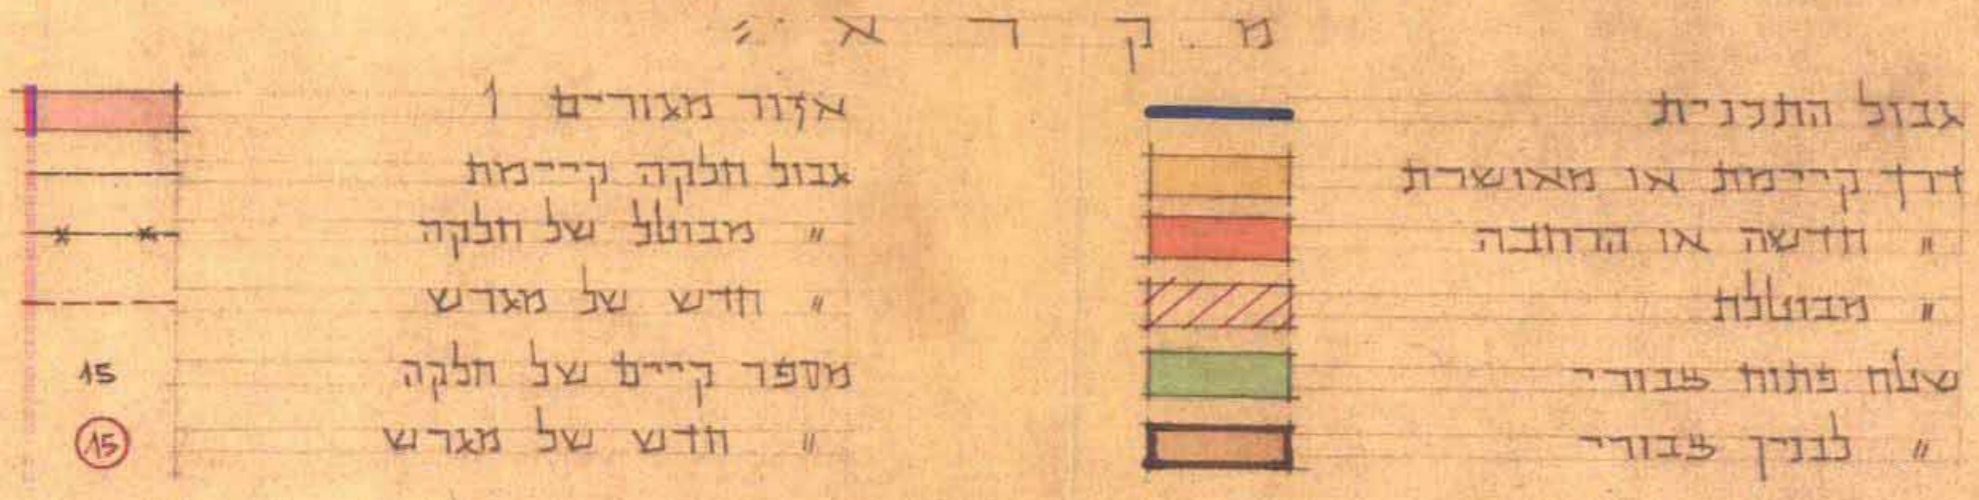 מ ק ר א :
גבול התכנית
דרך קיימת או מאושרת
" חדשה או הרחבה
" מבוטלת
שטח פתוח צבורי
" לבנין צבורי
אזור מגורים 1
גבול חלקה קיימת
" מבוטל של חלקה
" חדש של מגרש
מספר קיים של חלקה
15
" חדש של מגרש
15